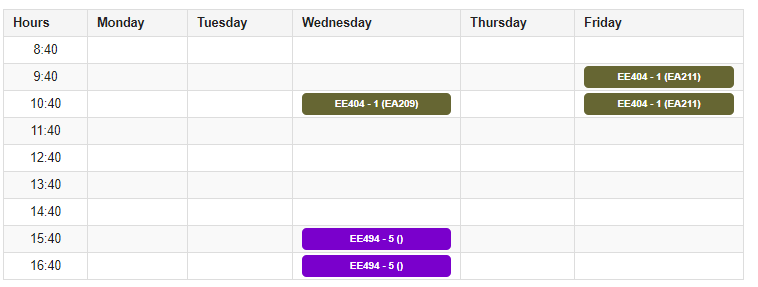 Hours Monday Tuesday Wednesday Thursday Friday
8:40
9:40 EE404 - 1 (EA211)
10:40 EE404 - 1 (EA209) EE404 - 1 (EA211)
11:40
12:40
13:40
14:40
15:40 EE494 - 5 ()
16:40 EE494 - 5 ()